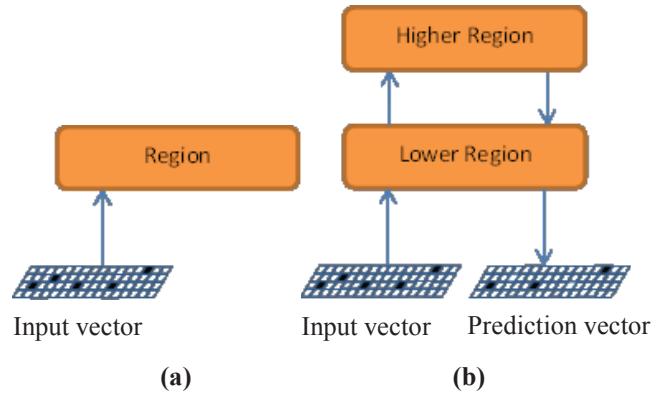 Higher Region
Region
Lower Region
Input vector
Input vector
Prediction vector
(a)
(b)